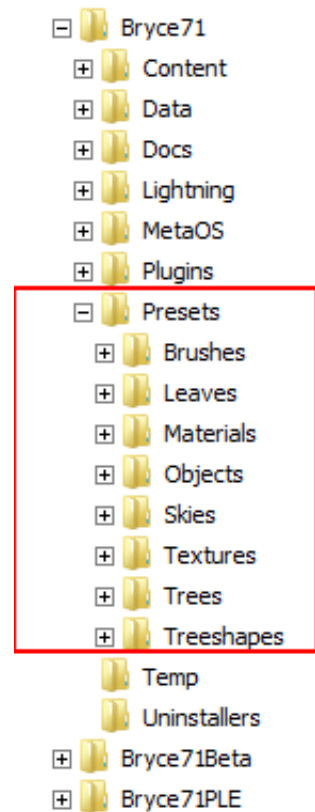 Bryce71
Content
Data
Docs
Lightning
MetaOS
Plugins
Presets
Brushes
Leaves
Materials
Objects
Skies
Textures
Trees
Treeshapes
Temp
Uninstallers
Bryce71Beta
Bryce71PLE